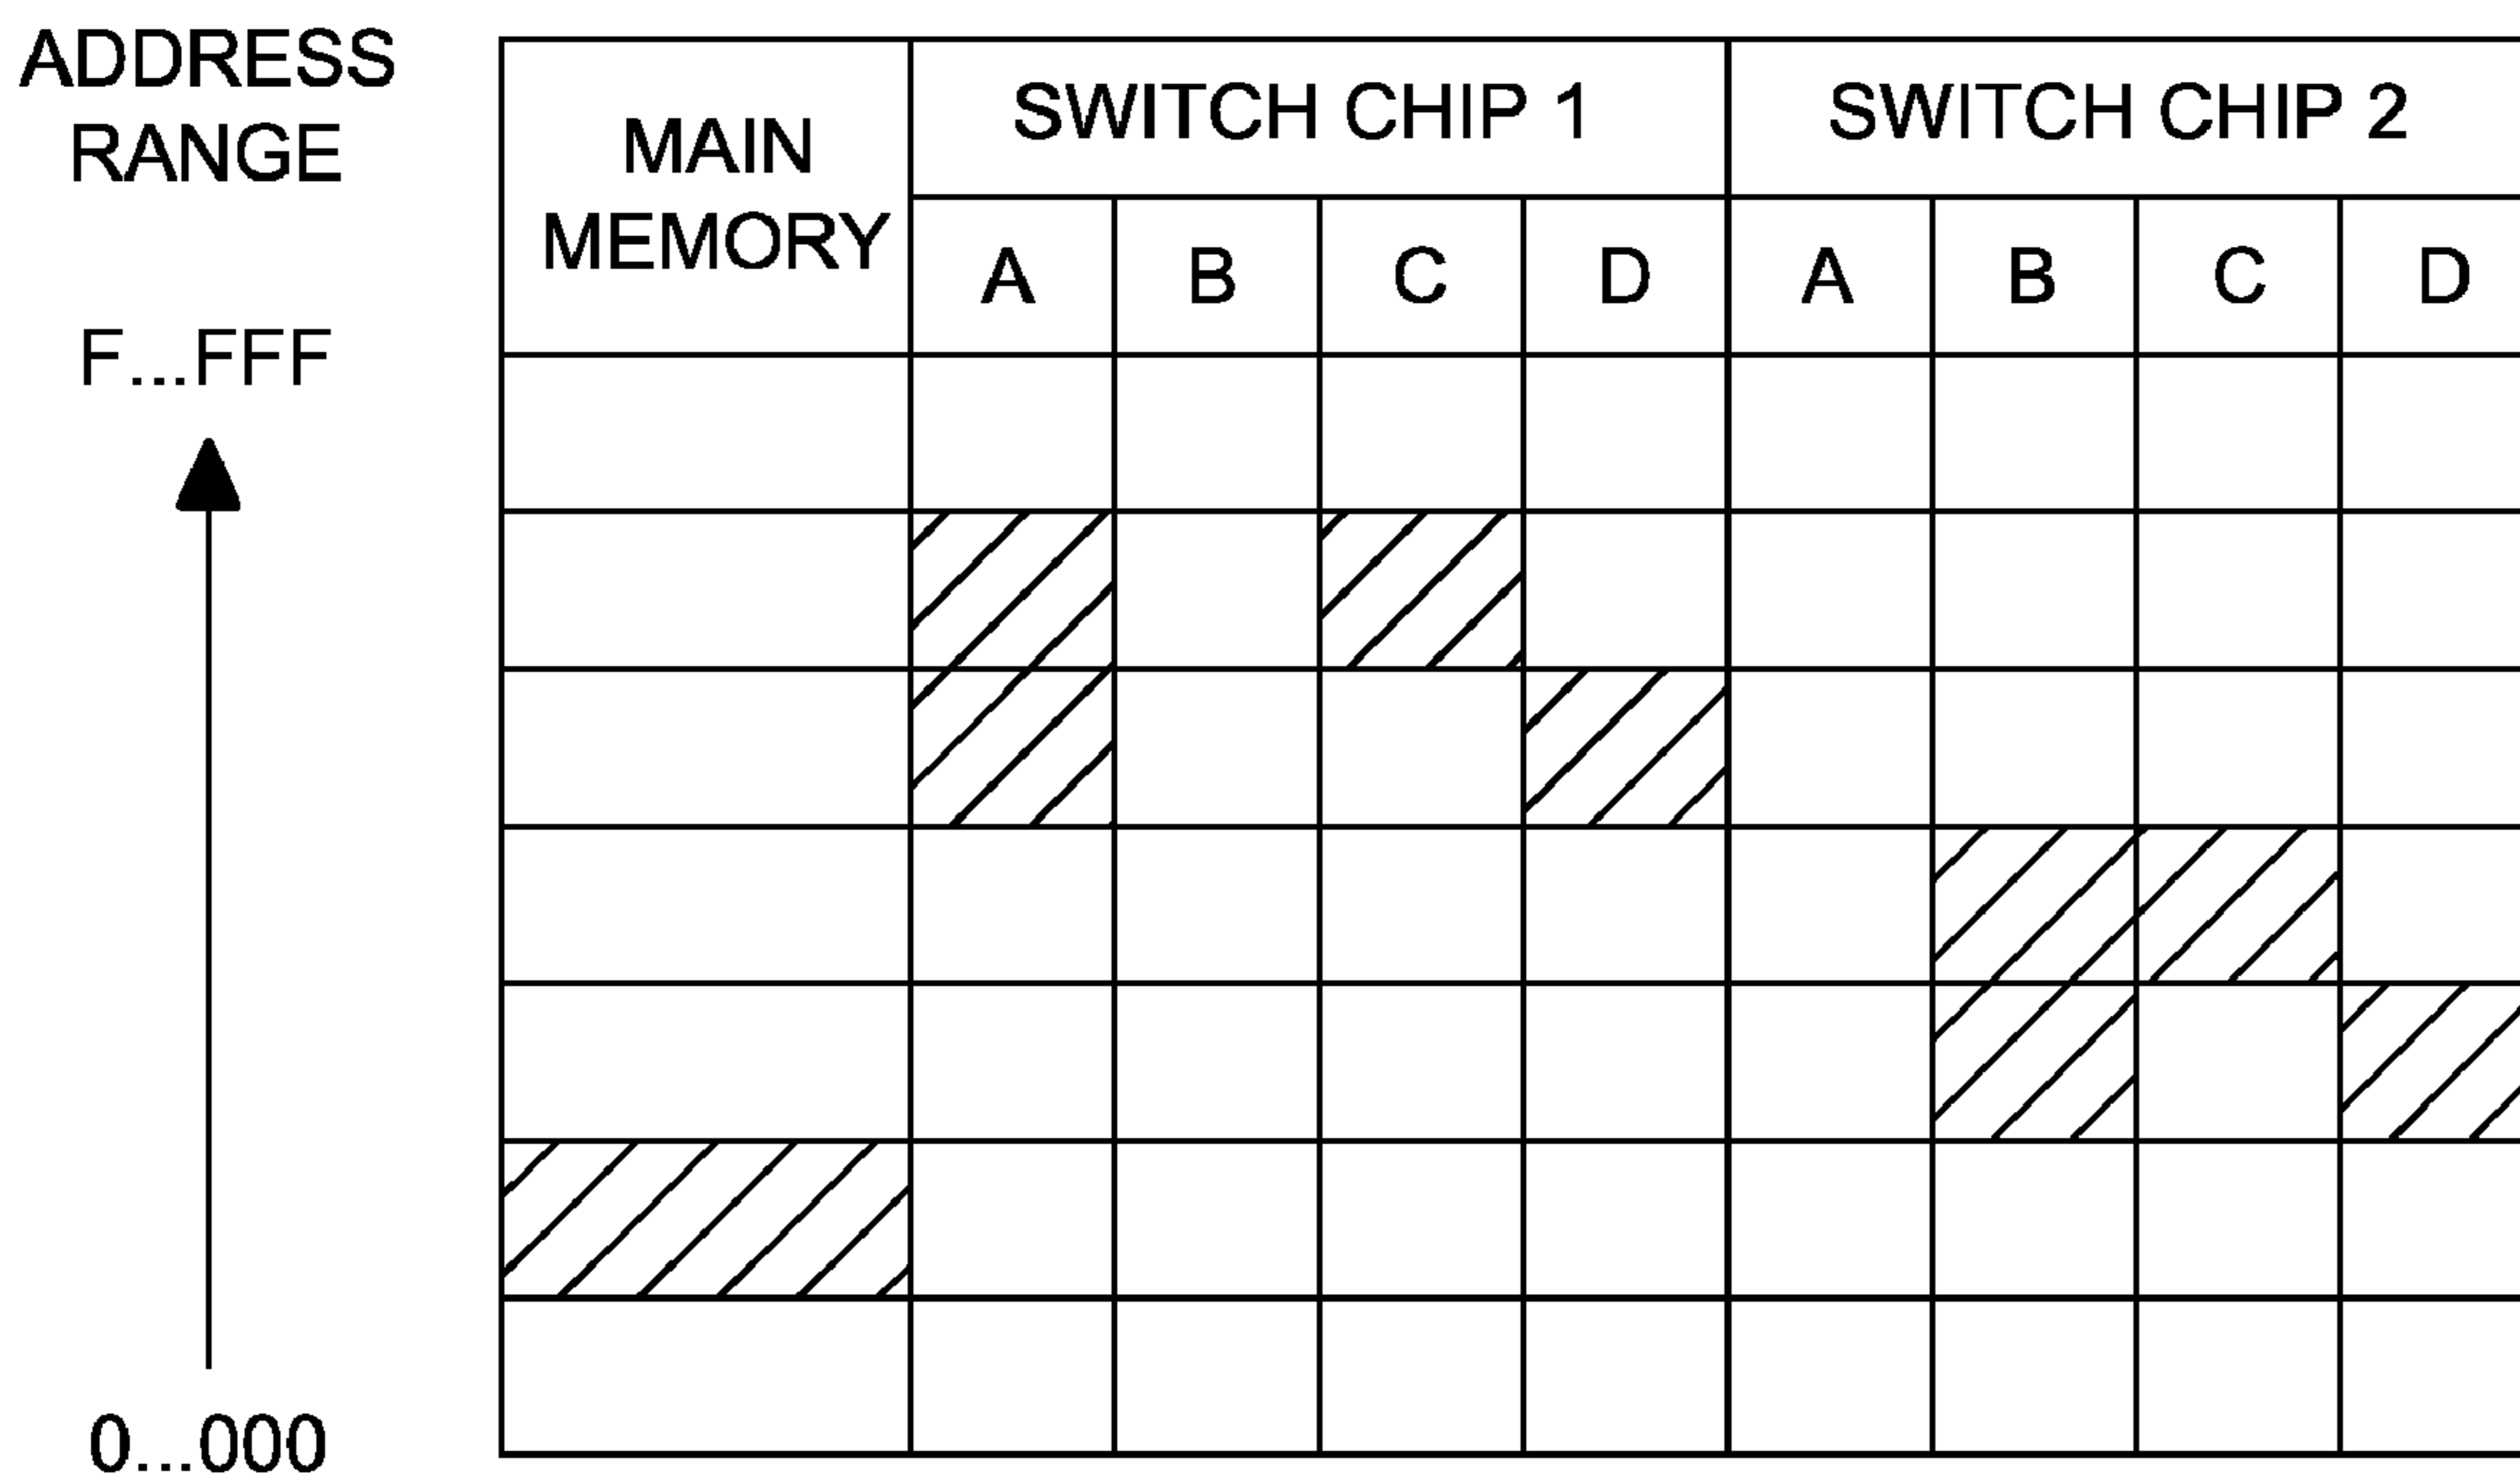 ADDRESS
RANGE
F...FFF
0...000
MAIN
MEMORY
SWITCH CHIP 1
SWITCH CHIP 2
A B C D A B C D